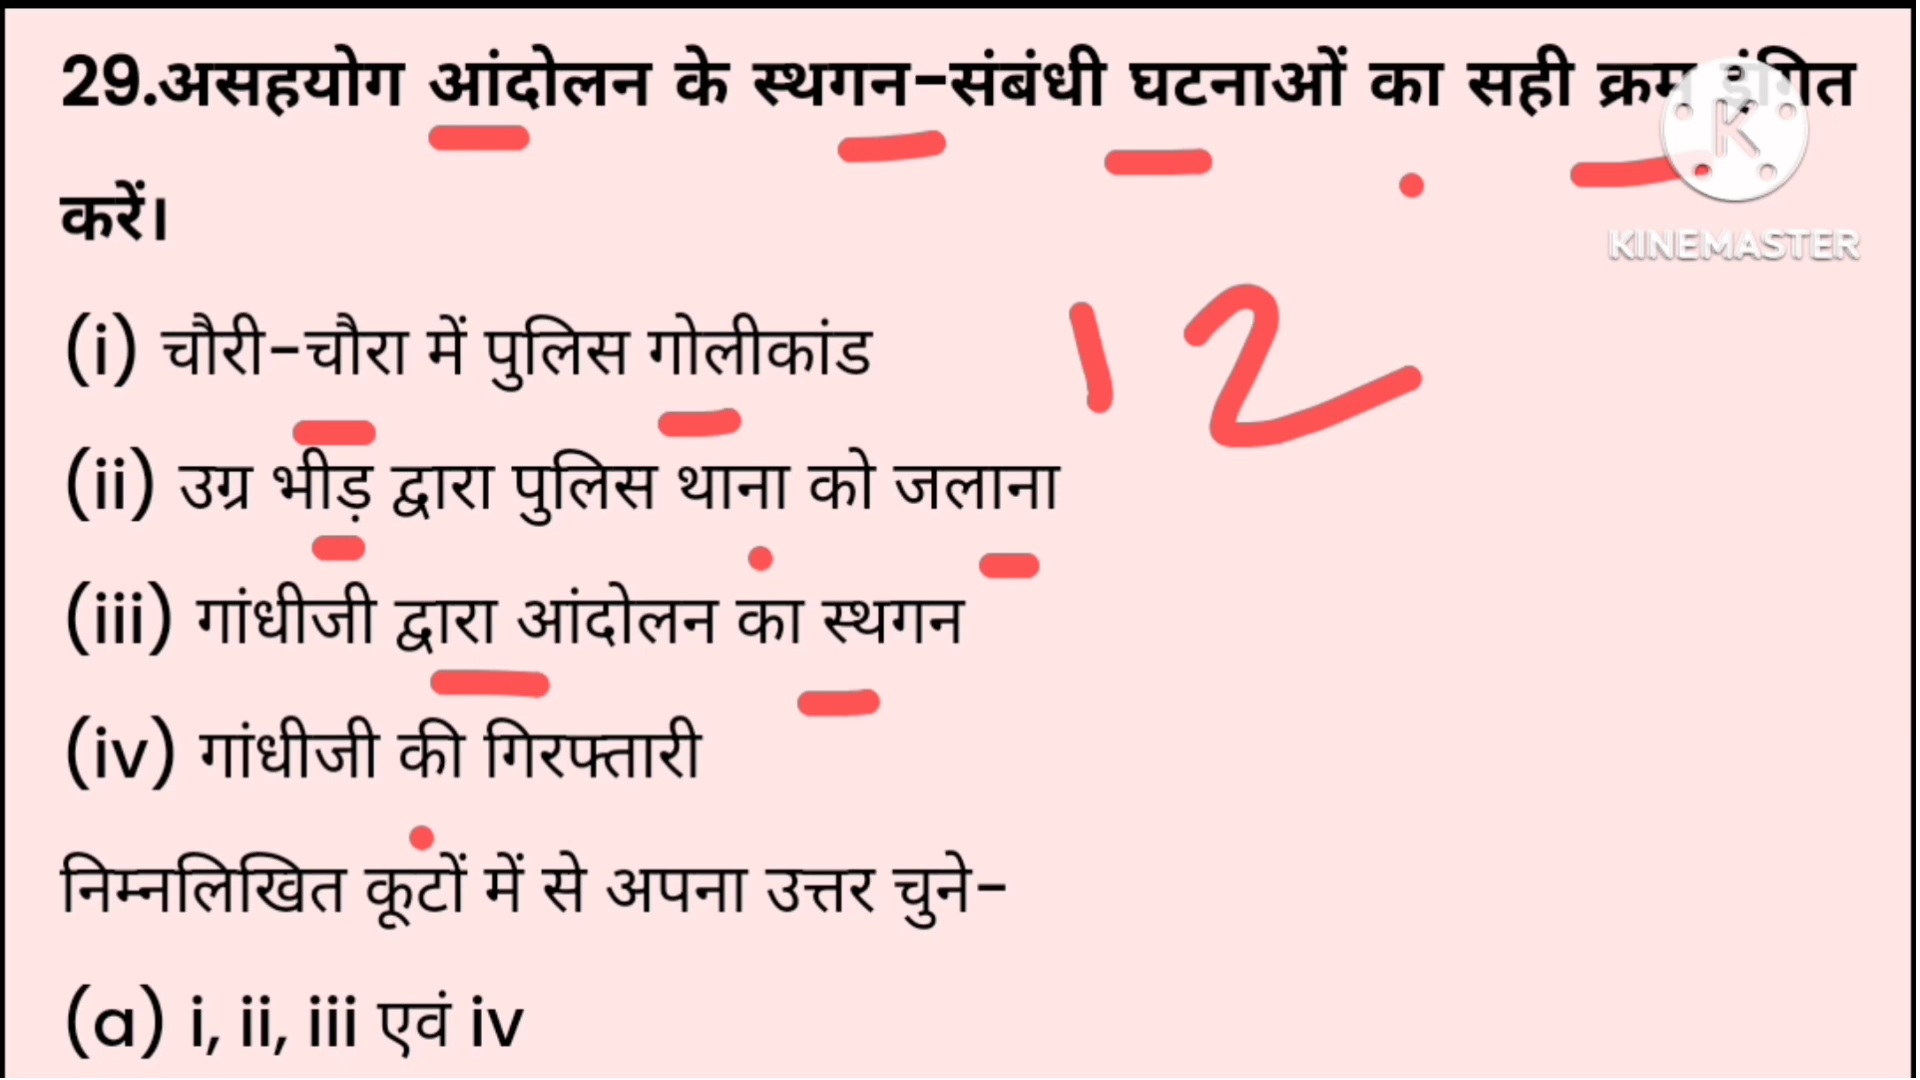 29.असहयोग आंदोलन के स्थगन-संबंधी घटनाओं का सही क्रम इंगित
करें।
KINEMASTER
(i) चौरी-चौरा में पुलिस गोलीकांड
12
(ii) उग्र भीड़ द्वारा पुलिस थाना को जलाना
(iii) गांधीजी द्वारा आंदोलन का स्थगन
(iv) गांधीजी की गिरफ्तारी
निम्नलिखित कूटों में से अपना उत्तर चुने-
(a) i, ii, iii एवं iv